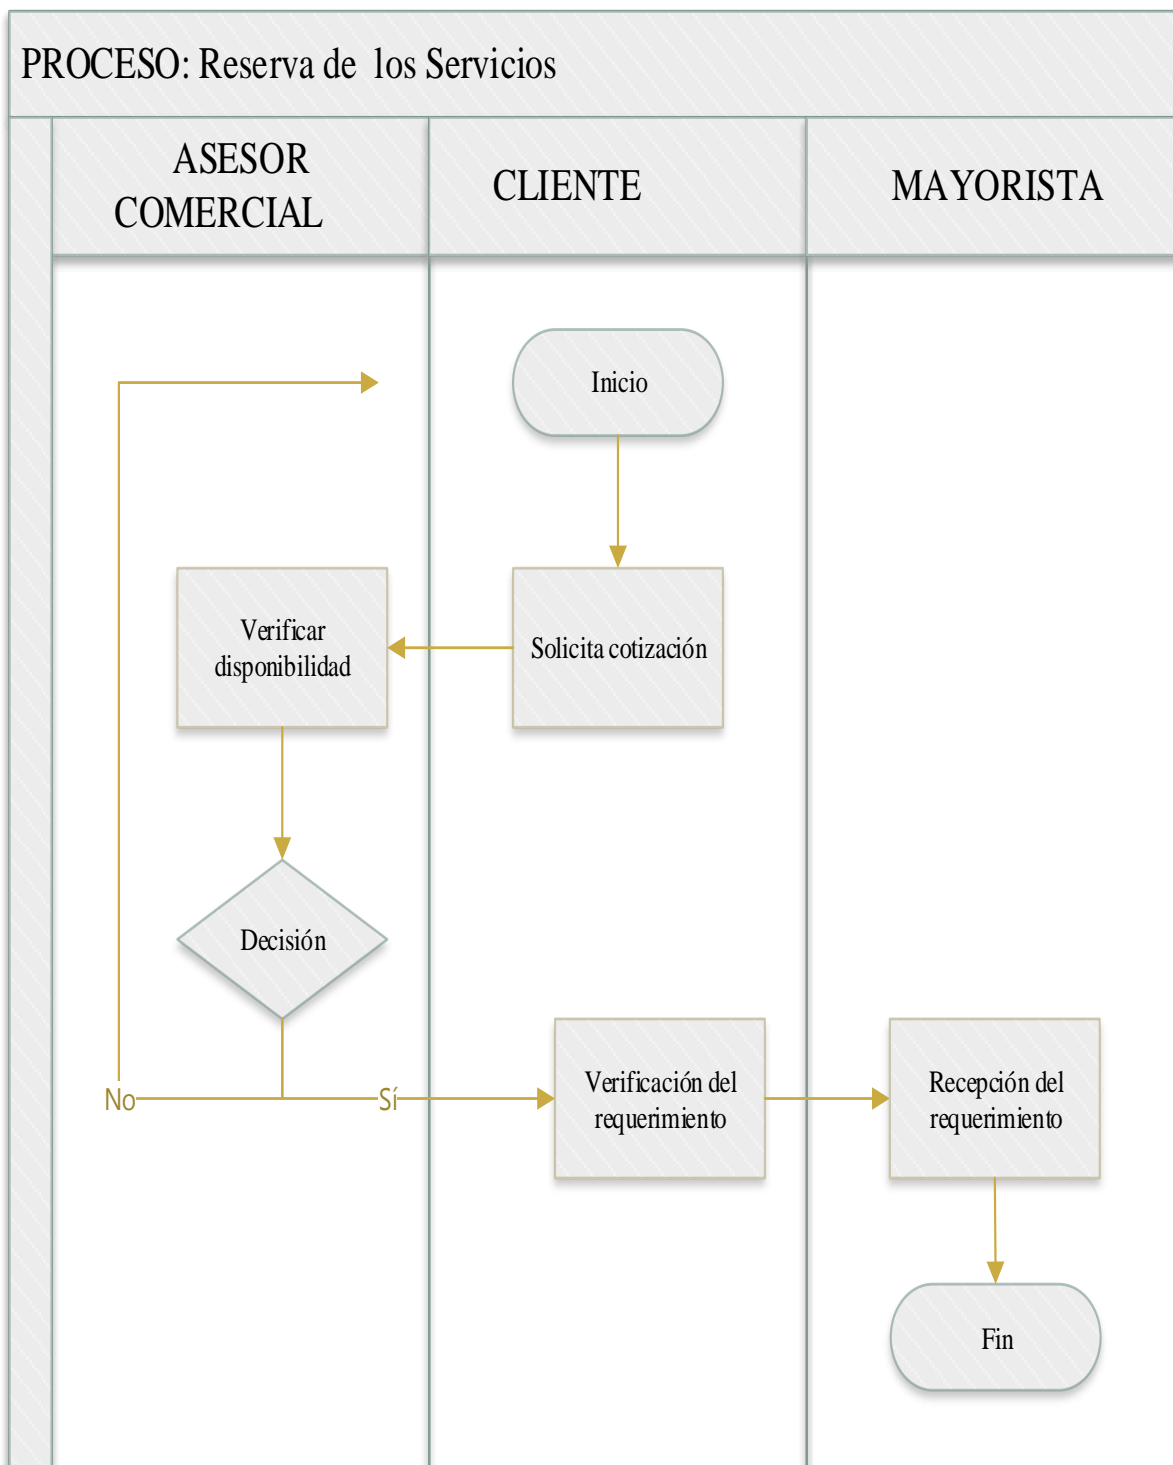 PROCESO: Reserva de los Servicios
ASESOR
COMERCIAL
CLIENTE
MAYORISTA
Inicio
Verificar
disponibilidad
Solicita cotización
Decisión
No
Sí
Verificación del
requerimiento
Recepción del
requerimiento
Fin